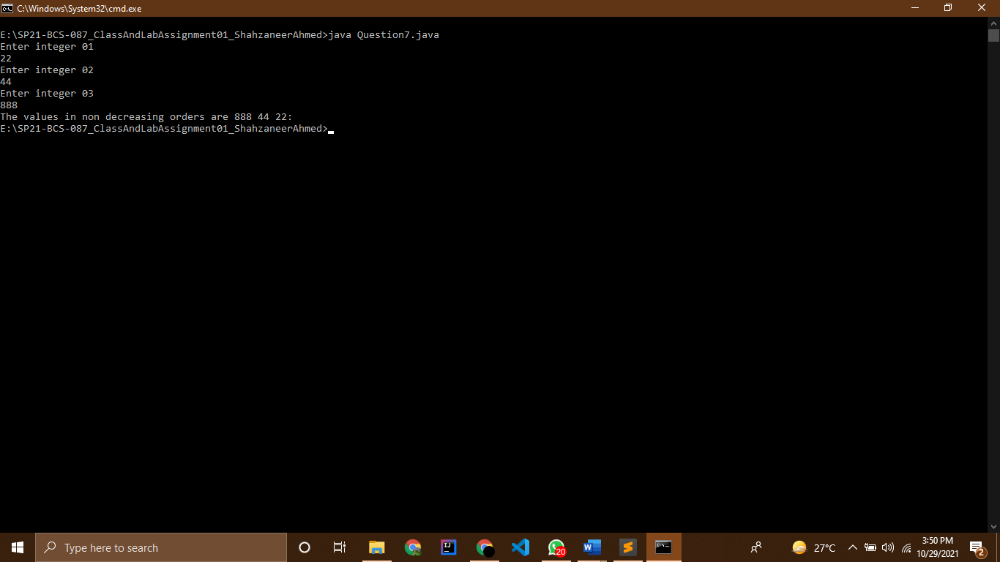 C:\Windows\System32\cmd.exe
E:\SP21-BCS-087_ClassAndLabAssignment01_ShahzaneerAhmed>java Question7.java
Enter integer 01
22
Enter integer 02
44
Enter integer 03
888
The values in non decreasing orders are 888 44 22:
E:\SP21-BCS-087_ClassAndLabAssignment01_ShahzaneerAhmed>
Type here to search
20
27°C
3:50 PM
10/29/2021
2